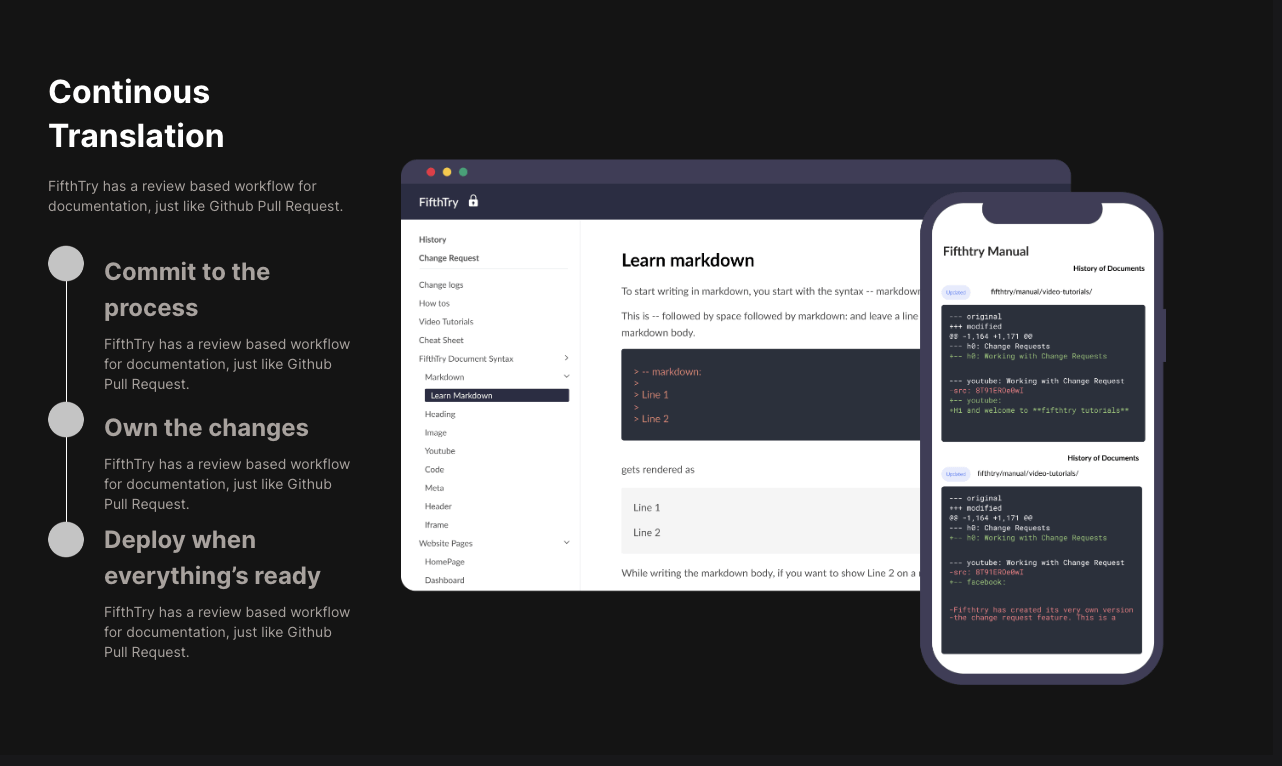 Continous
Translation
FifthTry has a review based workflow for
documentation, just like Github Pull Request.
Commit to the
process
FifthTry has a review based workflow
for documentation, just like Github
Pull Request.
Own the changes
FifthTry has a review based workflow
for documentation, just like Github
Pull Request.
Deploy when
everything's ready
FifthTry has a review based workflow
for documentation, just like Github
Pull Request.
FifthTry
History
Change Request
Change logs
How tos
Video Tutorials
Cheat Sheet
FifthTry Document Syntax
Markdown
Learn Markdown
Heading
Image
Youtube
Code
Meta
Header
Iframe
Website Pages
HomePage
Dashboard
Learn markdown
To start writing in markdown, you start with the syntax -- markdown
This is -- followed by space followed by markdown: and leave a line
markdown body.
> -- markdown:
>
> Line 1
>
> Line 2
gets rendered as
Line 1
Line 2
While writing the markdown body, if you want to show Line 2 on a
Fifthtry Manual
History of Documents
Updated fifthtry/manual/video-tutorials/
--- original
+++ modified
@@ -1,164 +1,171 @@
--- h0: Change Requests
+-- h0: Working with Change Requests
--- youtube: Working with Change Request
-src: 8T91EROe0wI
+-- youtube:
+Hi and welcome to **fifthtry tutorials**
History of Documents
Updated fifthtry/manual/video-tutorials/
--- original
+++ modified
@@ -1,164 +1,171 @@
--- h0: Change Requests
+-- h0: Working with Change Requests
--- youtube: Working with Change Request
-src: 8T91EROe0wI
+-- facebook:
-Fifthtry has created its very own version
-the change request feature. This is a